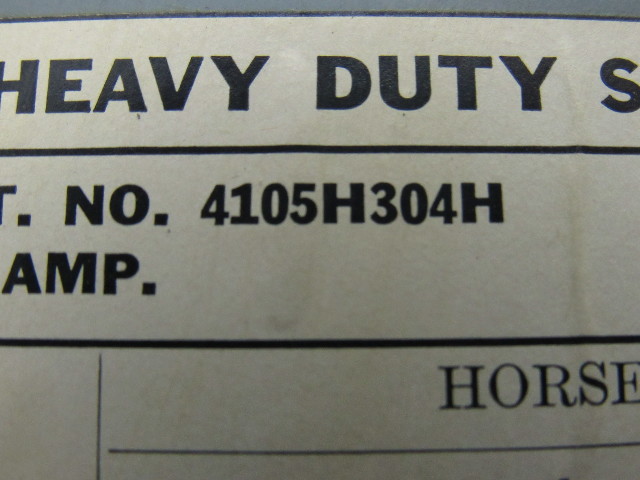 HEAVY DUTY S
T. NO. 4105H304H
AMP.
HORSE